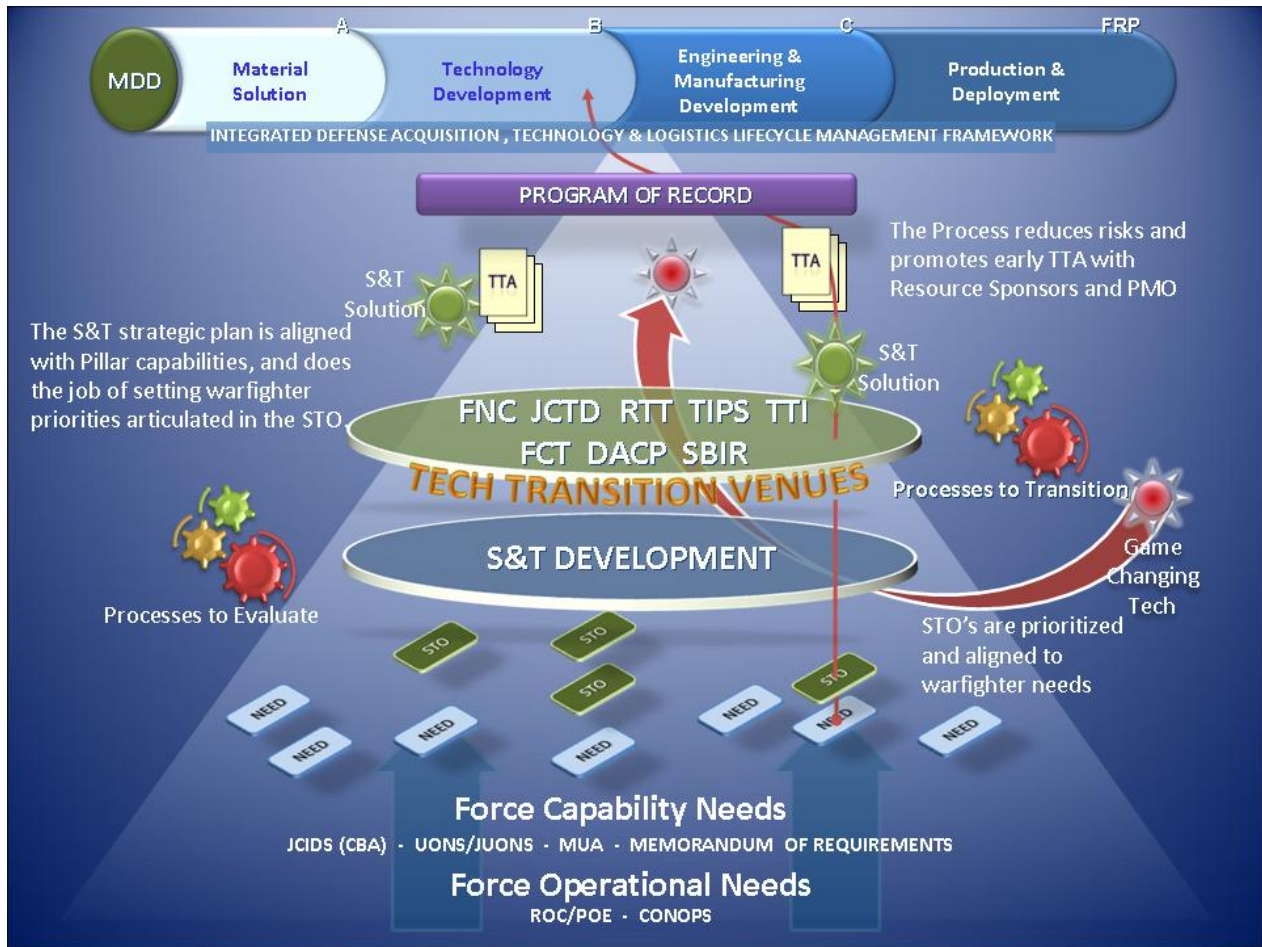 A
B
C
FRP
MDD
Material
Solution
Technology
Development
Engineering &
Manufacturing
Development
Production &
Deployment
INTEGRATED DEFENSE ACQUISITION , TECHNOLOGY & LOGISTICS LIFECYCLE MANAGEMENT FRAMEWORK
PROGRAM OF RECORD
S&T
Solution
TTA
TTA
The Process reduces risks and
promotes early TTA with
Resource Sponsors and PMO
The S&T strategic plan is aligned
with Pillar capabilities, and does
the job of setting warfighter
priorities articulated in the STO.
S&T
Solution
FNC JCTD RTT TIPS TTI
FCT DACP SBIR
TECH TRANSITION VENUES
Processes to Transition
S&T DEVELOPMENT
Game
Changing
Tech
Processes to Evaluate
STO's are prioritized
and aligned to
warfighter needs
STO
STO
STO
STO
NEED
NEED
NEED
NEED
NEED
NEED
NEED
Force Capability Needs
JCIDS (CBA) - UONS/JUONS - MUA - MEMORANDUM OF REQUIREMENTS
Force Operational Needs
ROC/POE - CONOPS